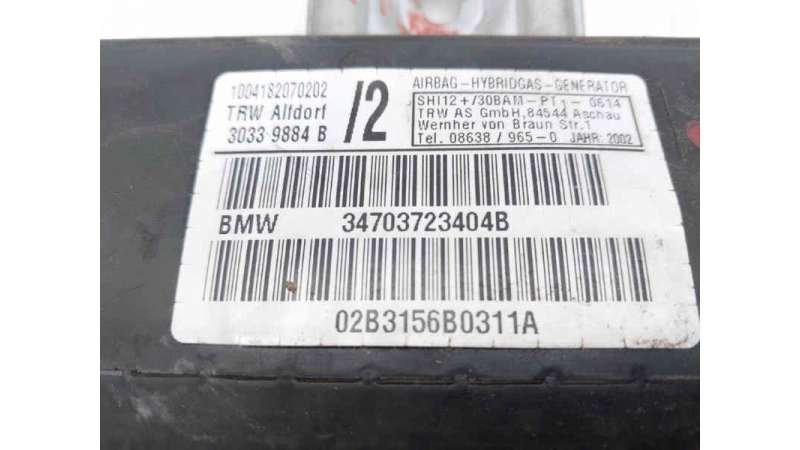 1004182070202
TRW Altdorf
3033 9884 B
/2
AIRBAG-HYBRIDGAS-GENERATOR
SHI12+/30BAM-PT1-0614
TRW AS GmbH, 84544 Aschau
Wernher von Braun Str.1
Tel. 08638/965-0 JAHR: 2002
BMW 34703723404B
02B3156B0311A